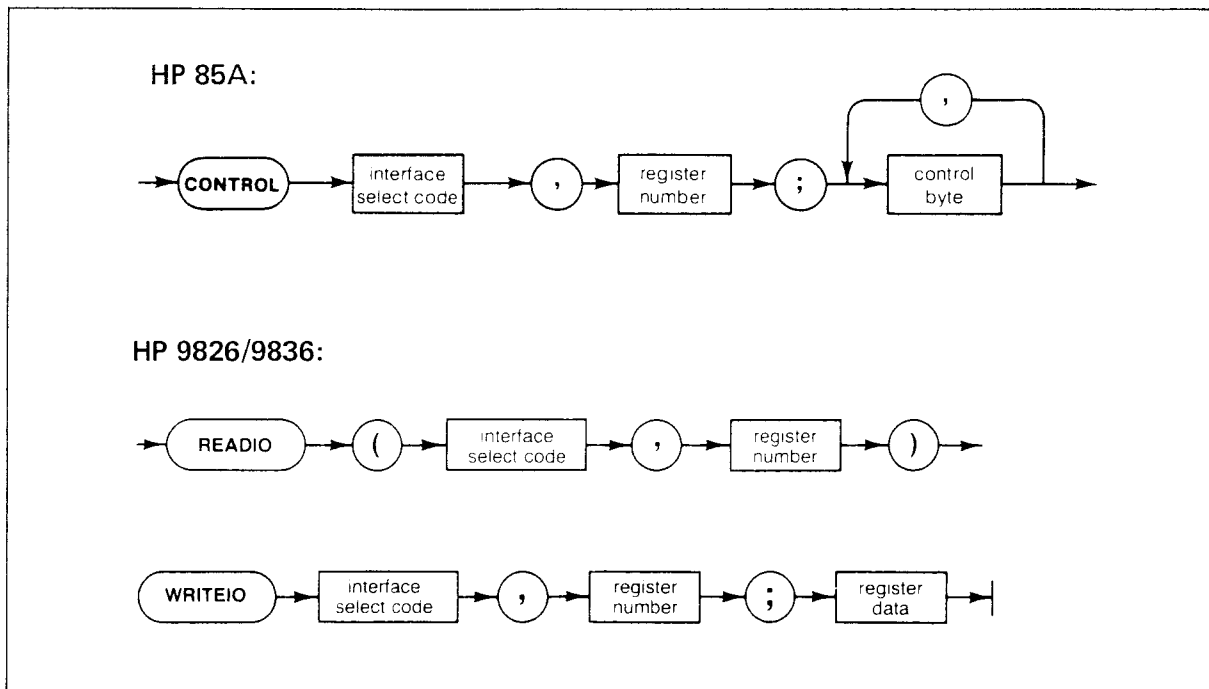 HP 85A:
,
CONTROL interface select code , register number ; control byte
HP 9826/9836:
READIO ( interface select code , register number )
WRITEIO interface select code , register number ; register data